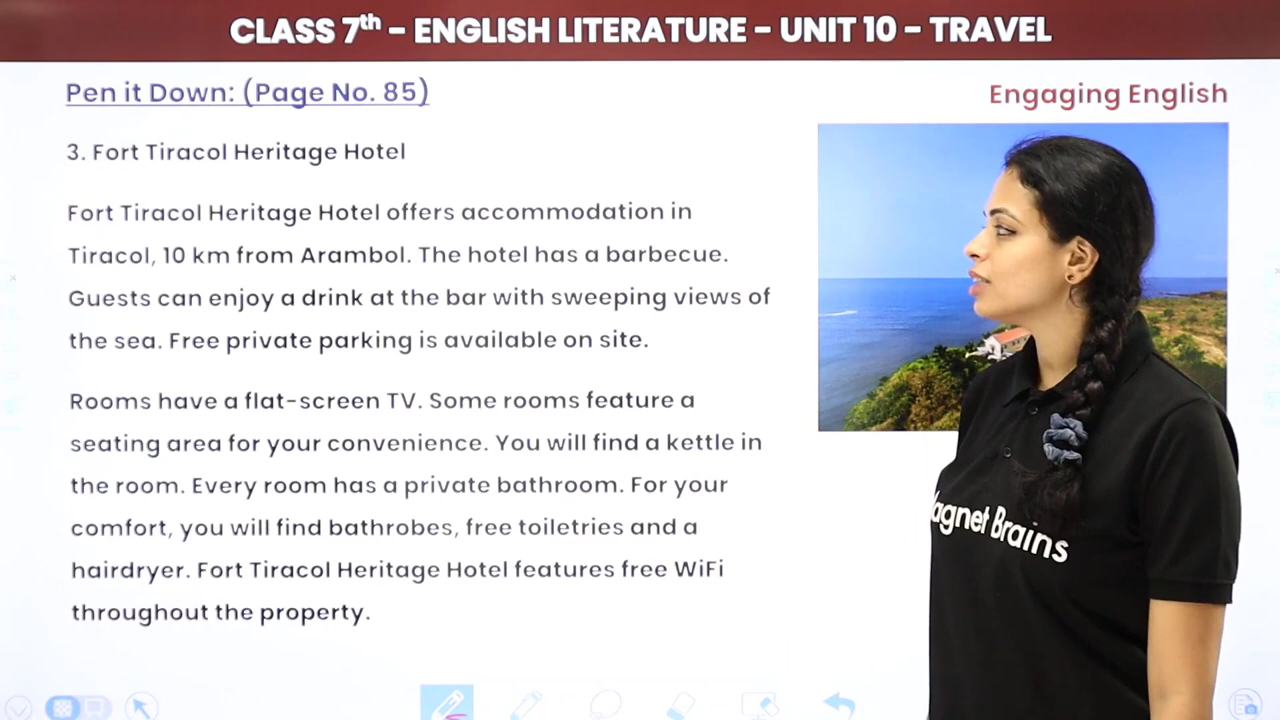 CLASS 7th – ENGLISH LITERATURE – UNIT 10 – TRAVEL
Pen it Down: (Page No. 85)
Engaging English
3. Fort Tiracol Heritage Hotel
Fort Tiracol Heritage Hotel offers accommodation in
Tiracol, 10 km from Arambol. The hotel has a barbecue.
Guests can enjoy a drink at the bar with sweeping views of
the sea. Free private parking is available on site.
Rooms have a flat-screen TV. Some rooms feature a
seating area for your convenience. You will find a kettle in
the room. Every room has a private bathroom. For your
comfort, you will find bathrobes, free toiletries and a
hairdryer. Fort Tiracol Heritage Hotel features free WiFi
throughout the property.
agnet Brains